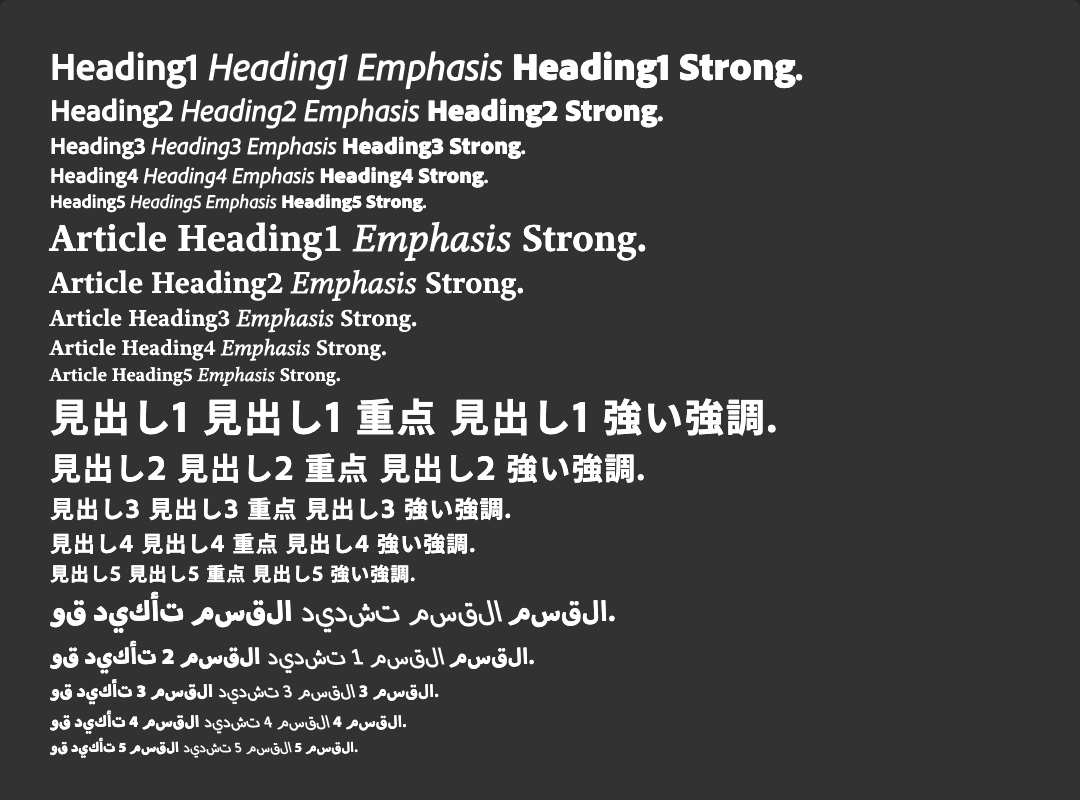 Heading1 Heading1 Emphasis Heading1 Strong.
Heading2 Heading2 Emphasis Heading2 Strong.
Heading3 Heading3 Emphasis Heading3 Strong.
Heading4 Heading4 Emphasis Heading4 Strong.
Heading5 Heading5 Emphasis Heading5 Strong.
Article Heading1 Emphasis Strong.
Article Heading2 Emphasis Strong.
Article Heading3 Emphasis Strong.
Article Heading4 Emphasis Strong.
Article Heading5 Emphasis Strong.
見出し1 見出し1 重点 見出し1 強い強調.
見出し2 見出し2 重点 見出し2 強い強調.
見出し3 見出し3 重点 見出し3 強い強調.
見出し4 見出し4 重点 見出し4 強い強調.
見出し5 見出し5 重点 見出し5 強い強調.
القسم القسم تشديد القسم تأكيد قو.
القسم القسم 1 تشديد القسم 2 تأكيد قو.
القسم 3 القسم 3 تشديد القسم 3 تأكيد قو.
القسم 4 القسم 4 تشديد القسم 4 تأكيد قو.
القسم 5 القسم 5 تشديد القسم 5 تأكيد قو.